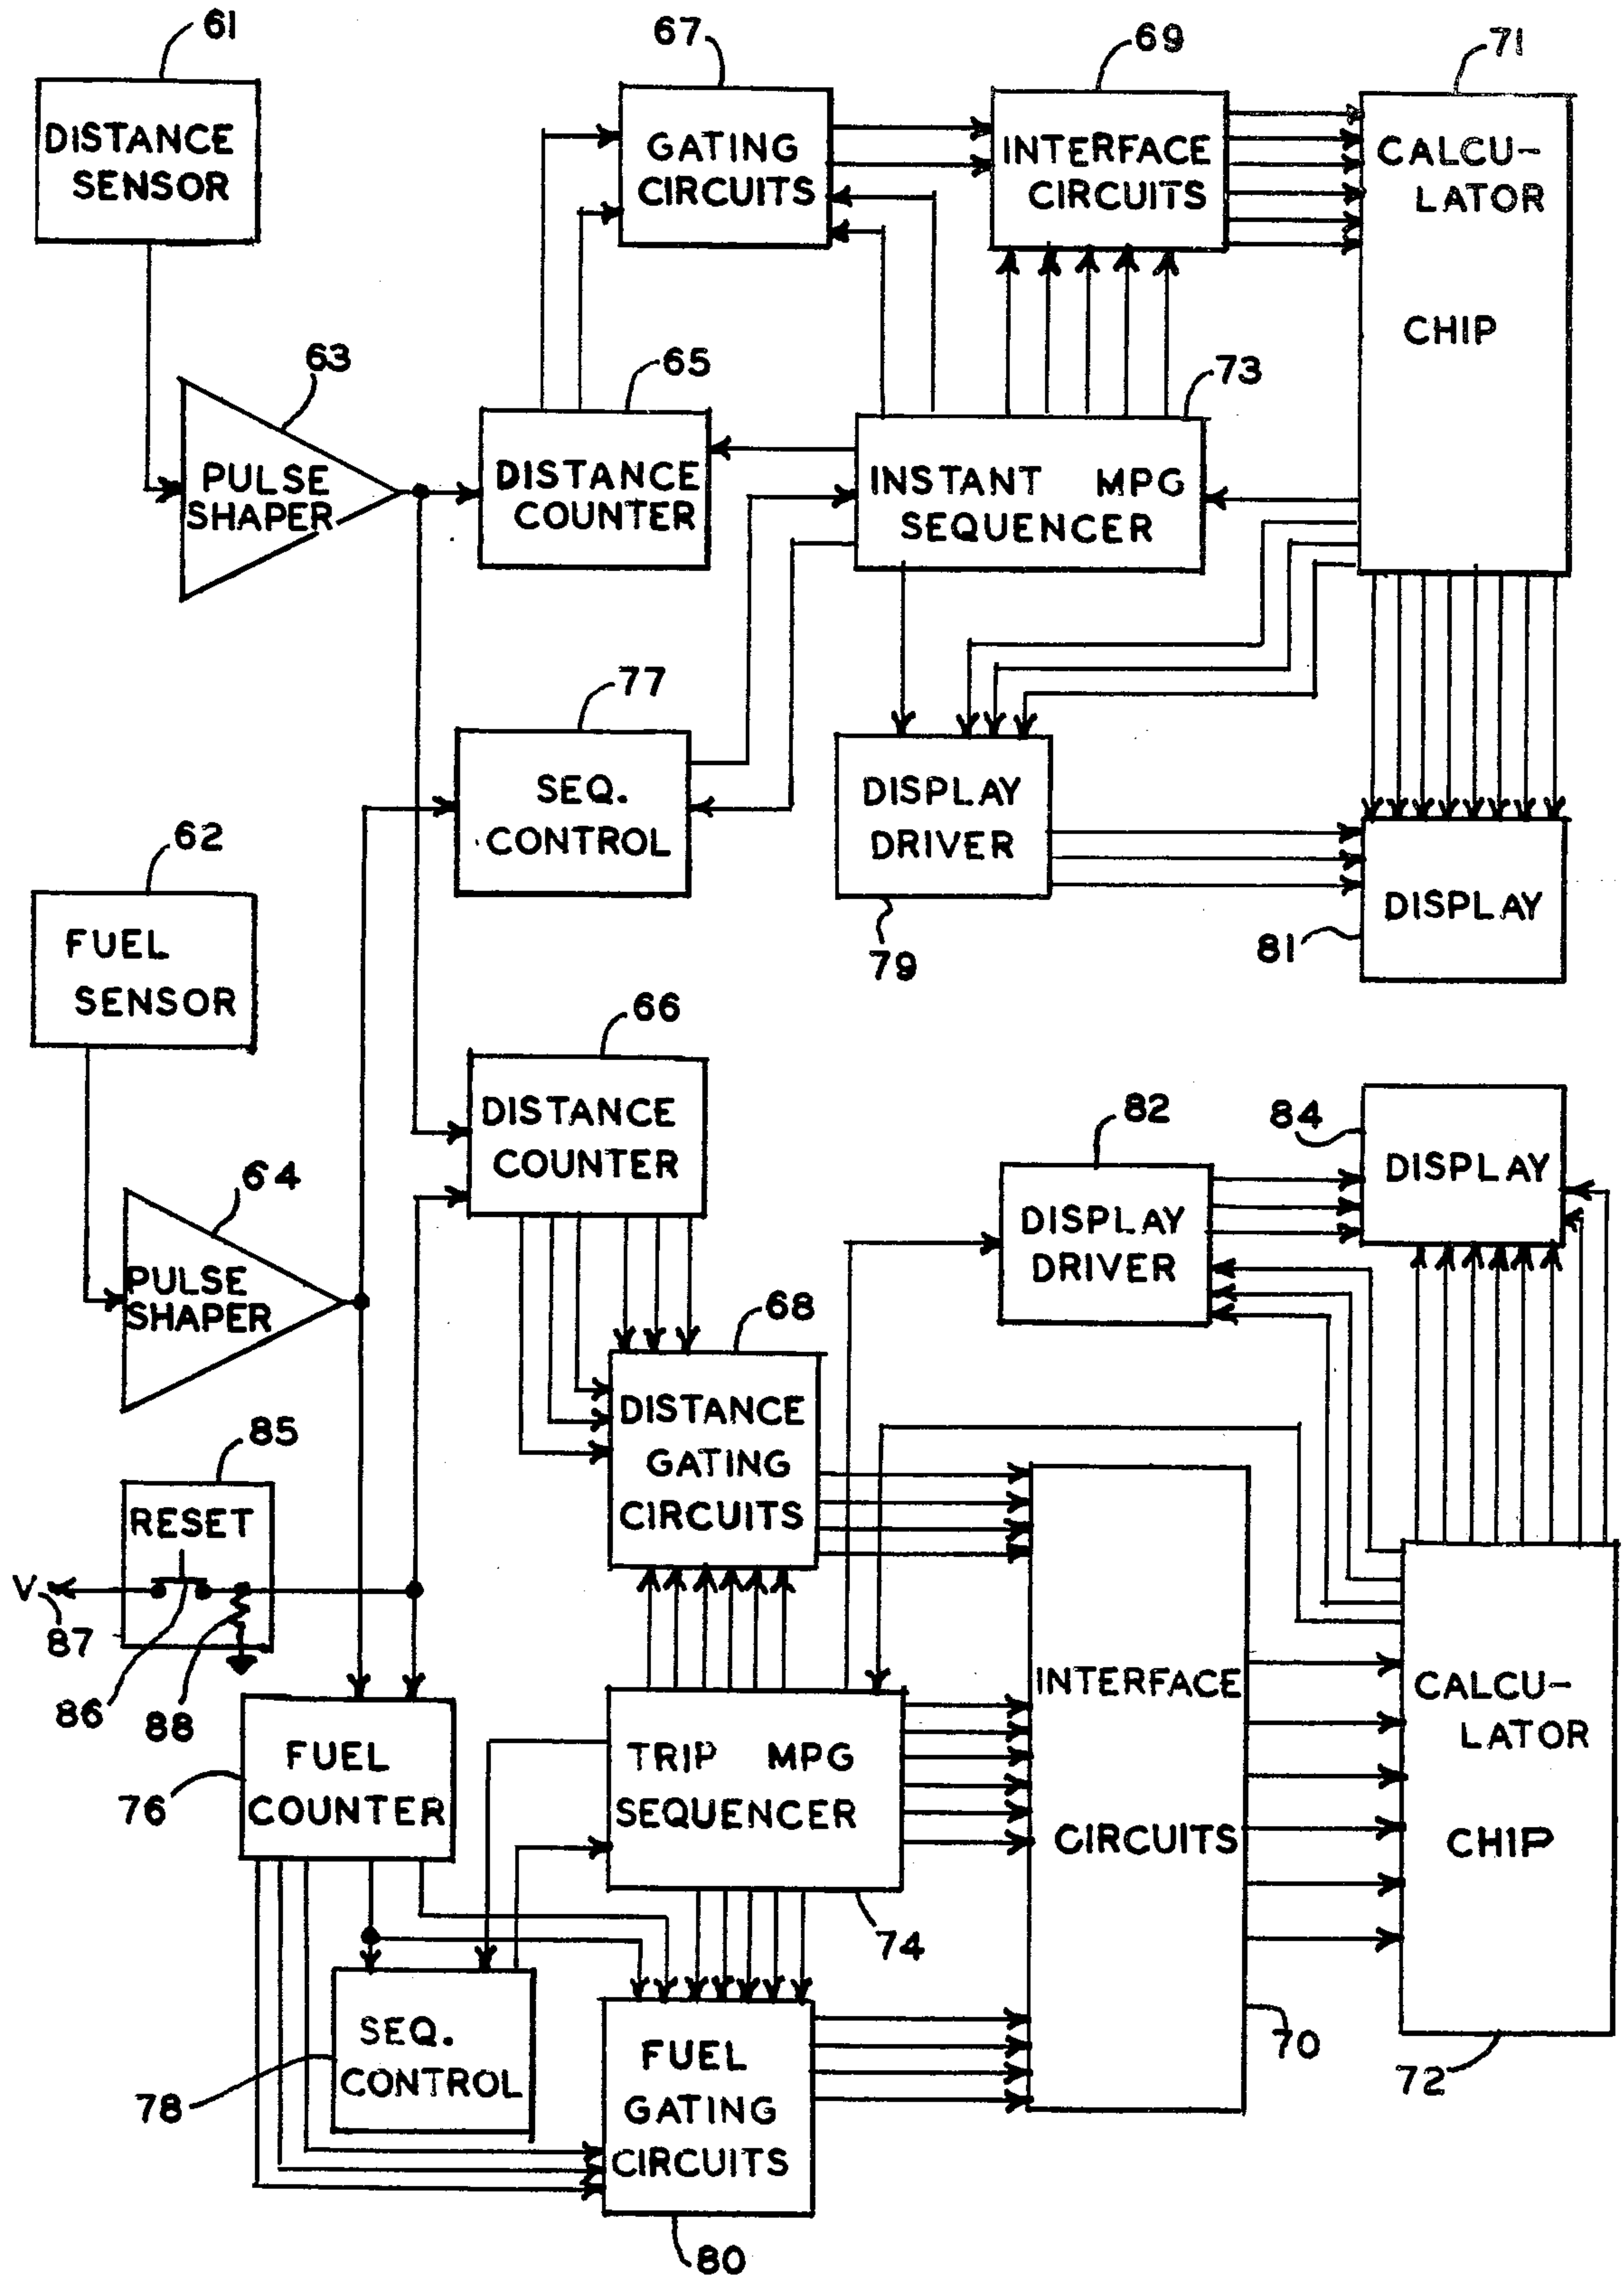 61
DISTANCE
SENSOR
67
GATING
CIRCUITS
69
INTERFACE
CIRCUITS
71
CALCU-
LATOR
CHIP
63
PULSE
SHAPER
65
DISTANCE
COUNTER
73
INSTANT MPG
SEQUENCER
77
SEQ.
CONTROL
DISPLAY
DRIVER
79
DISPLAY
81
62
FUEL
SENSOR
66
DISTANCE
COUNTER
64
PULSE
SHAPER
82
DISPLAY
DRIVER
84
DISPLAY
68
DISTANCE
GATING
CIRCUITS
85
RESET
V
87
86
88
FUEL
COUNTER
76
TRIP MPG
SEQUENCER
74
INTERFACE
CIRCUITS
70
CALCU-
LATOR
CHIP
72
SEQ.
CONTROL
78
FUEL
GATING
CIRCUITS
80